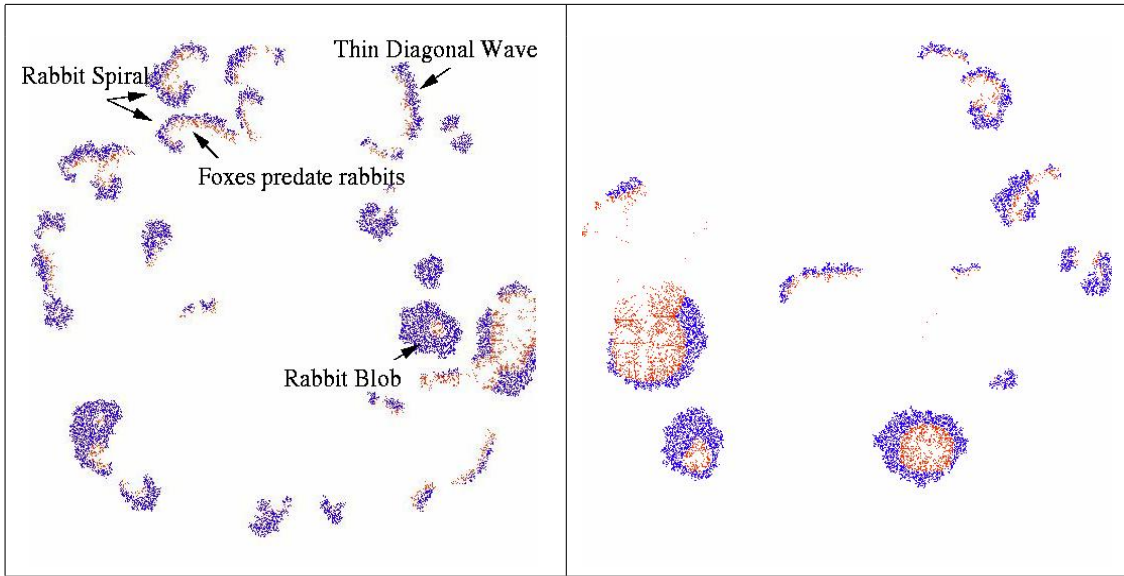 Thin Diagonal Wave
Rabbit Spiral
Foxes predate rabbits
Rabbit Blob